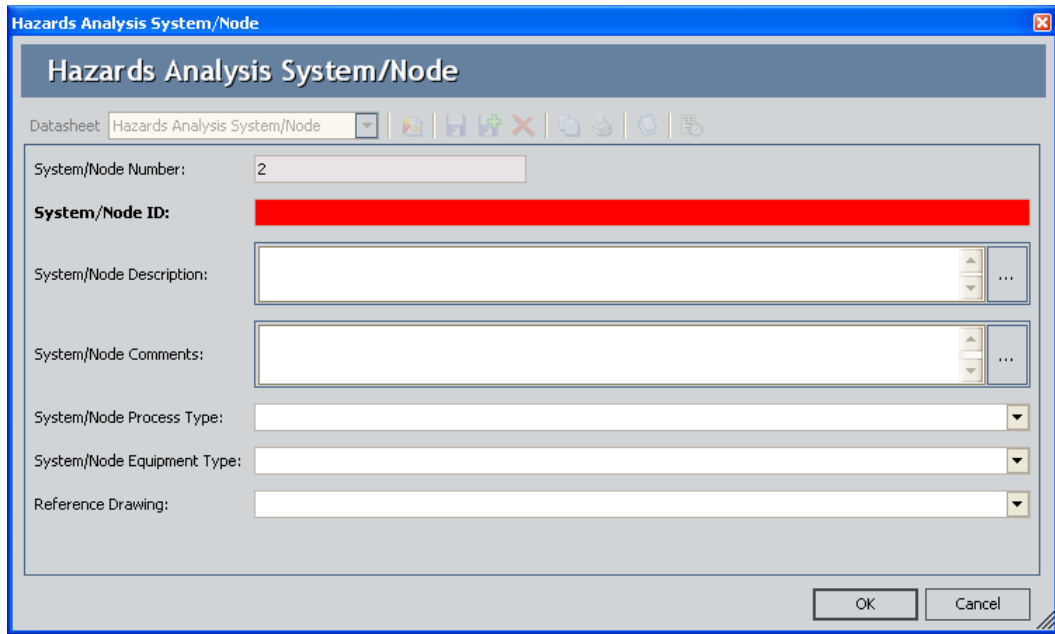 Hazards Analysis System/Node
Hazards Analysis System/Node
Datasheet Hazards Analysis System/Node
System/Node Number: 2
System/Node ID:
System/Node Description:
...
System/Node Comments:
...
System/Node Process Type:
System/Node Equipment Type:
Reference Drawing:
OK Cancel